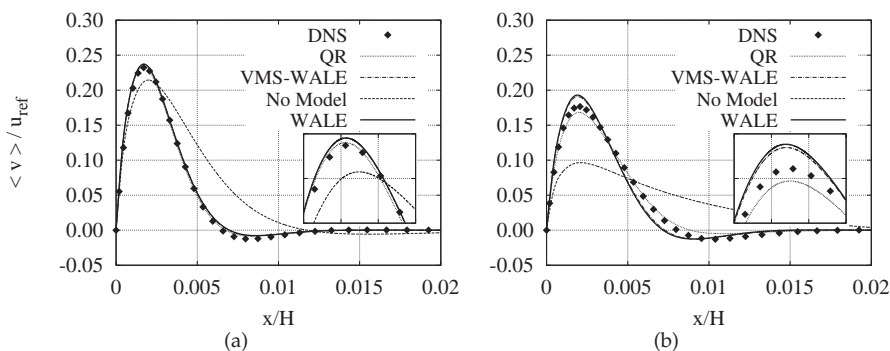 < v > / u_ref
0.30
0.25
0.20
0.15
0.10
0.05
0.00
-0.05
DNS
QR
VMS-WALE
No Model
WALE
0 0.005 0.01 0.015 0.02
x/H
(a)
0.30
0.25
0.20
0.15
0.10
0.05
0.00
-0.05
DNS
QR
VMS-WALE
No Model
WALE
0 0.005 0.01 0.015 0.02
x/H
(b)